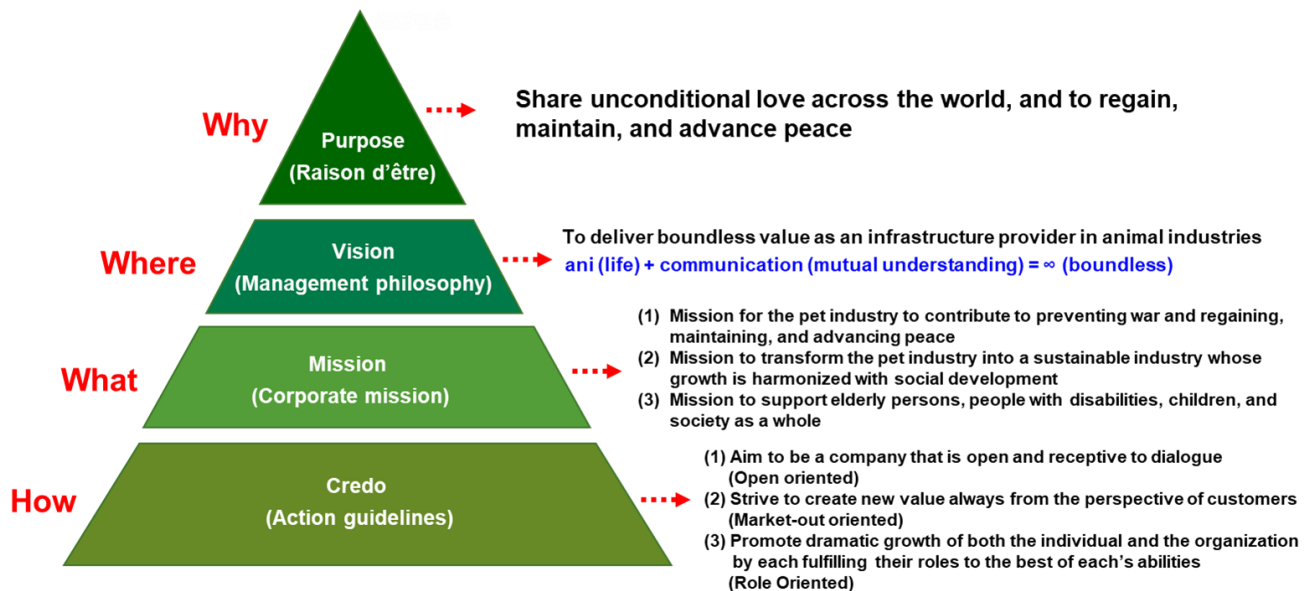 Why
Purpose
(Raison d'être)
Share unconditional love across the world, and to regain,
maintain, and advance peace
Where
Vision
(Management philosophy)
To deliver boundless value as an infrastructure provider in animal industries
ani (life) + communication (mutual understanding) = ∞ (boundless)
What
Mission
(Corporate mission)
(1) Mission for the pet industry to contribute to preventing war and regaining,
maintaining, and advancing peace
(2) Mission to transform the pet industry into a sustainable industry whose
growth is harmonized with social development
(3) Mission to support elderly persons, people with disabilities, children, and
society as a whole
How
Credo
(Action guidelines)
(1) Aim to be a company that is open and receptive to dialogue
(Open oriented)
(2) Strive to create new value always from the perspective of customers
(Market-out oriented)
(3) Promote dramatic growth of both the individual and the organization
by each fulfilling their roles to the best of each's abilities
(Role Oriented)